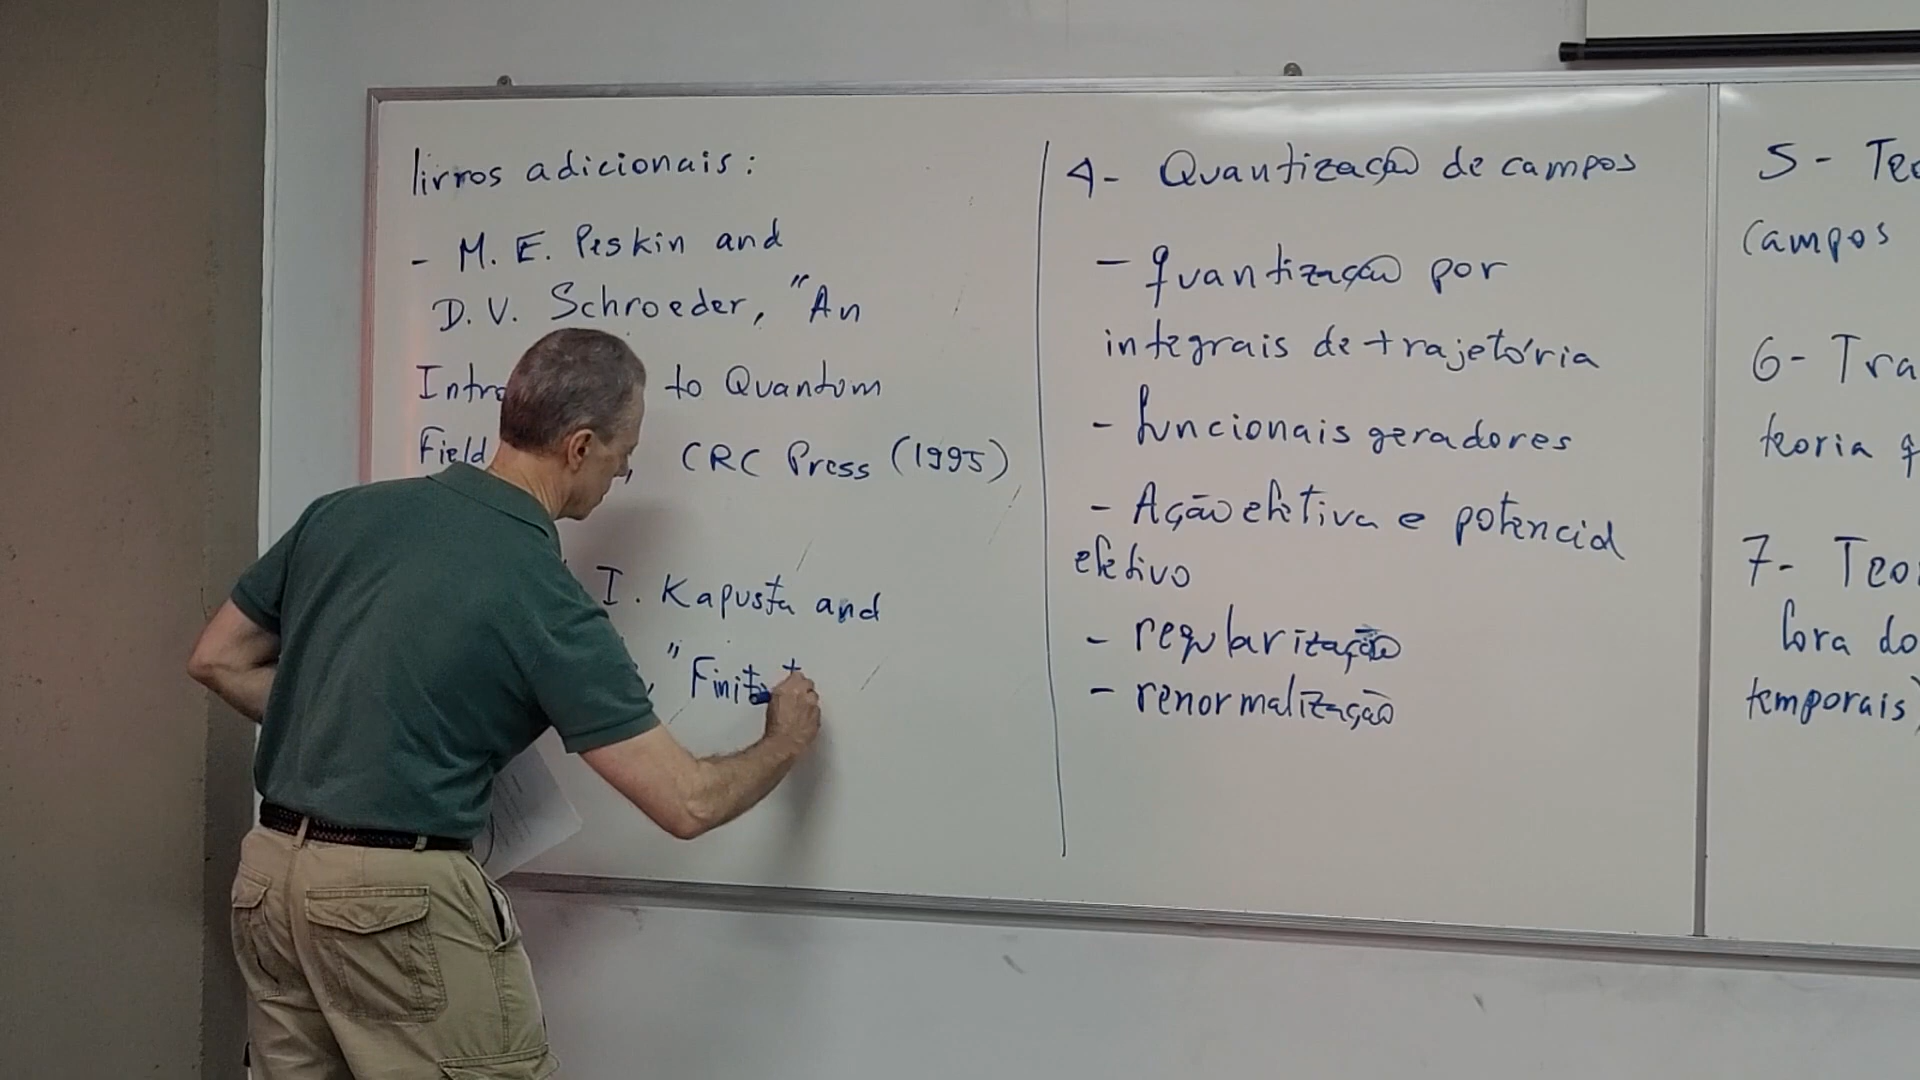 livros adicionais:
- M. E. Peskin and
D. V. Schroeder, "An
Intro to Quantum
Field , CRC Press (1995)
I. Kapusta and
, "Finite t
4- Quantização de campos
- quantização por
integrais de trajetória
- funcionais geradores
- Ação efetiva e potencial
efetivo
- regularização
- renormalização
5- Teo
campos
6- Tra
teoria q
7- Teo
fora do
temporais)